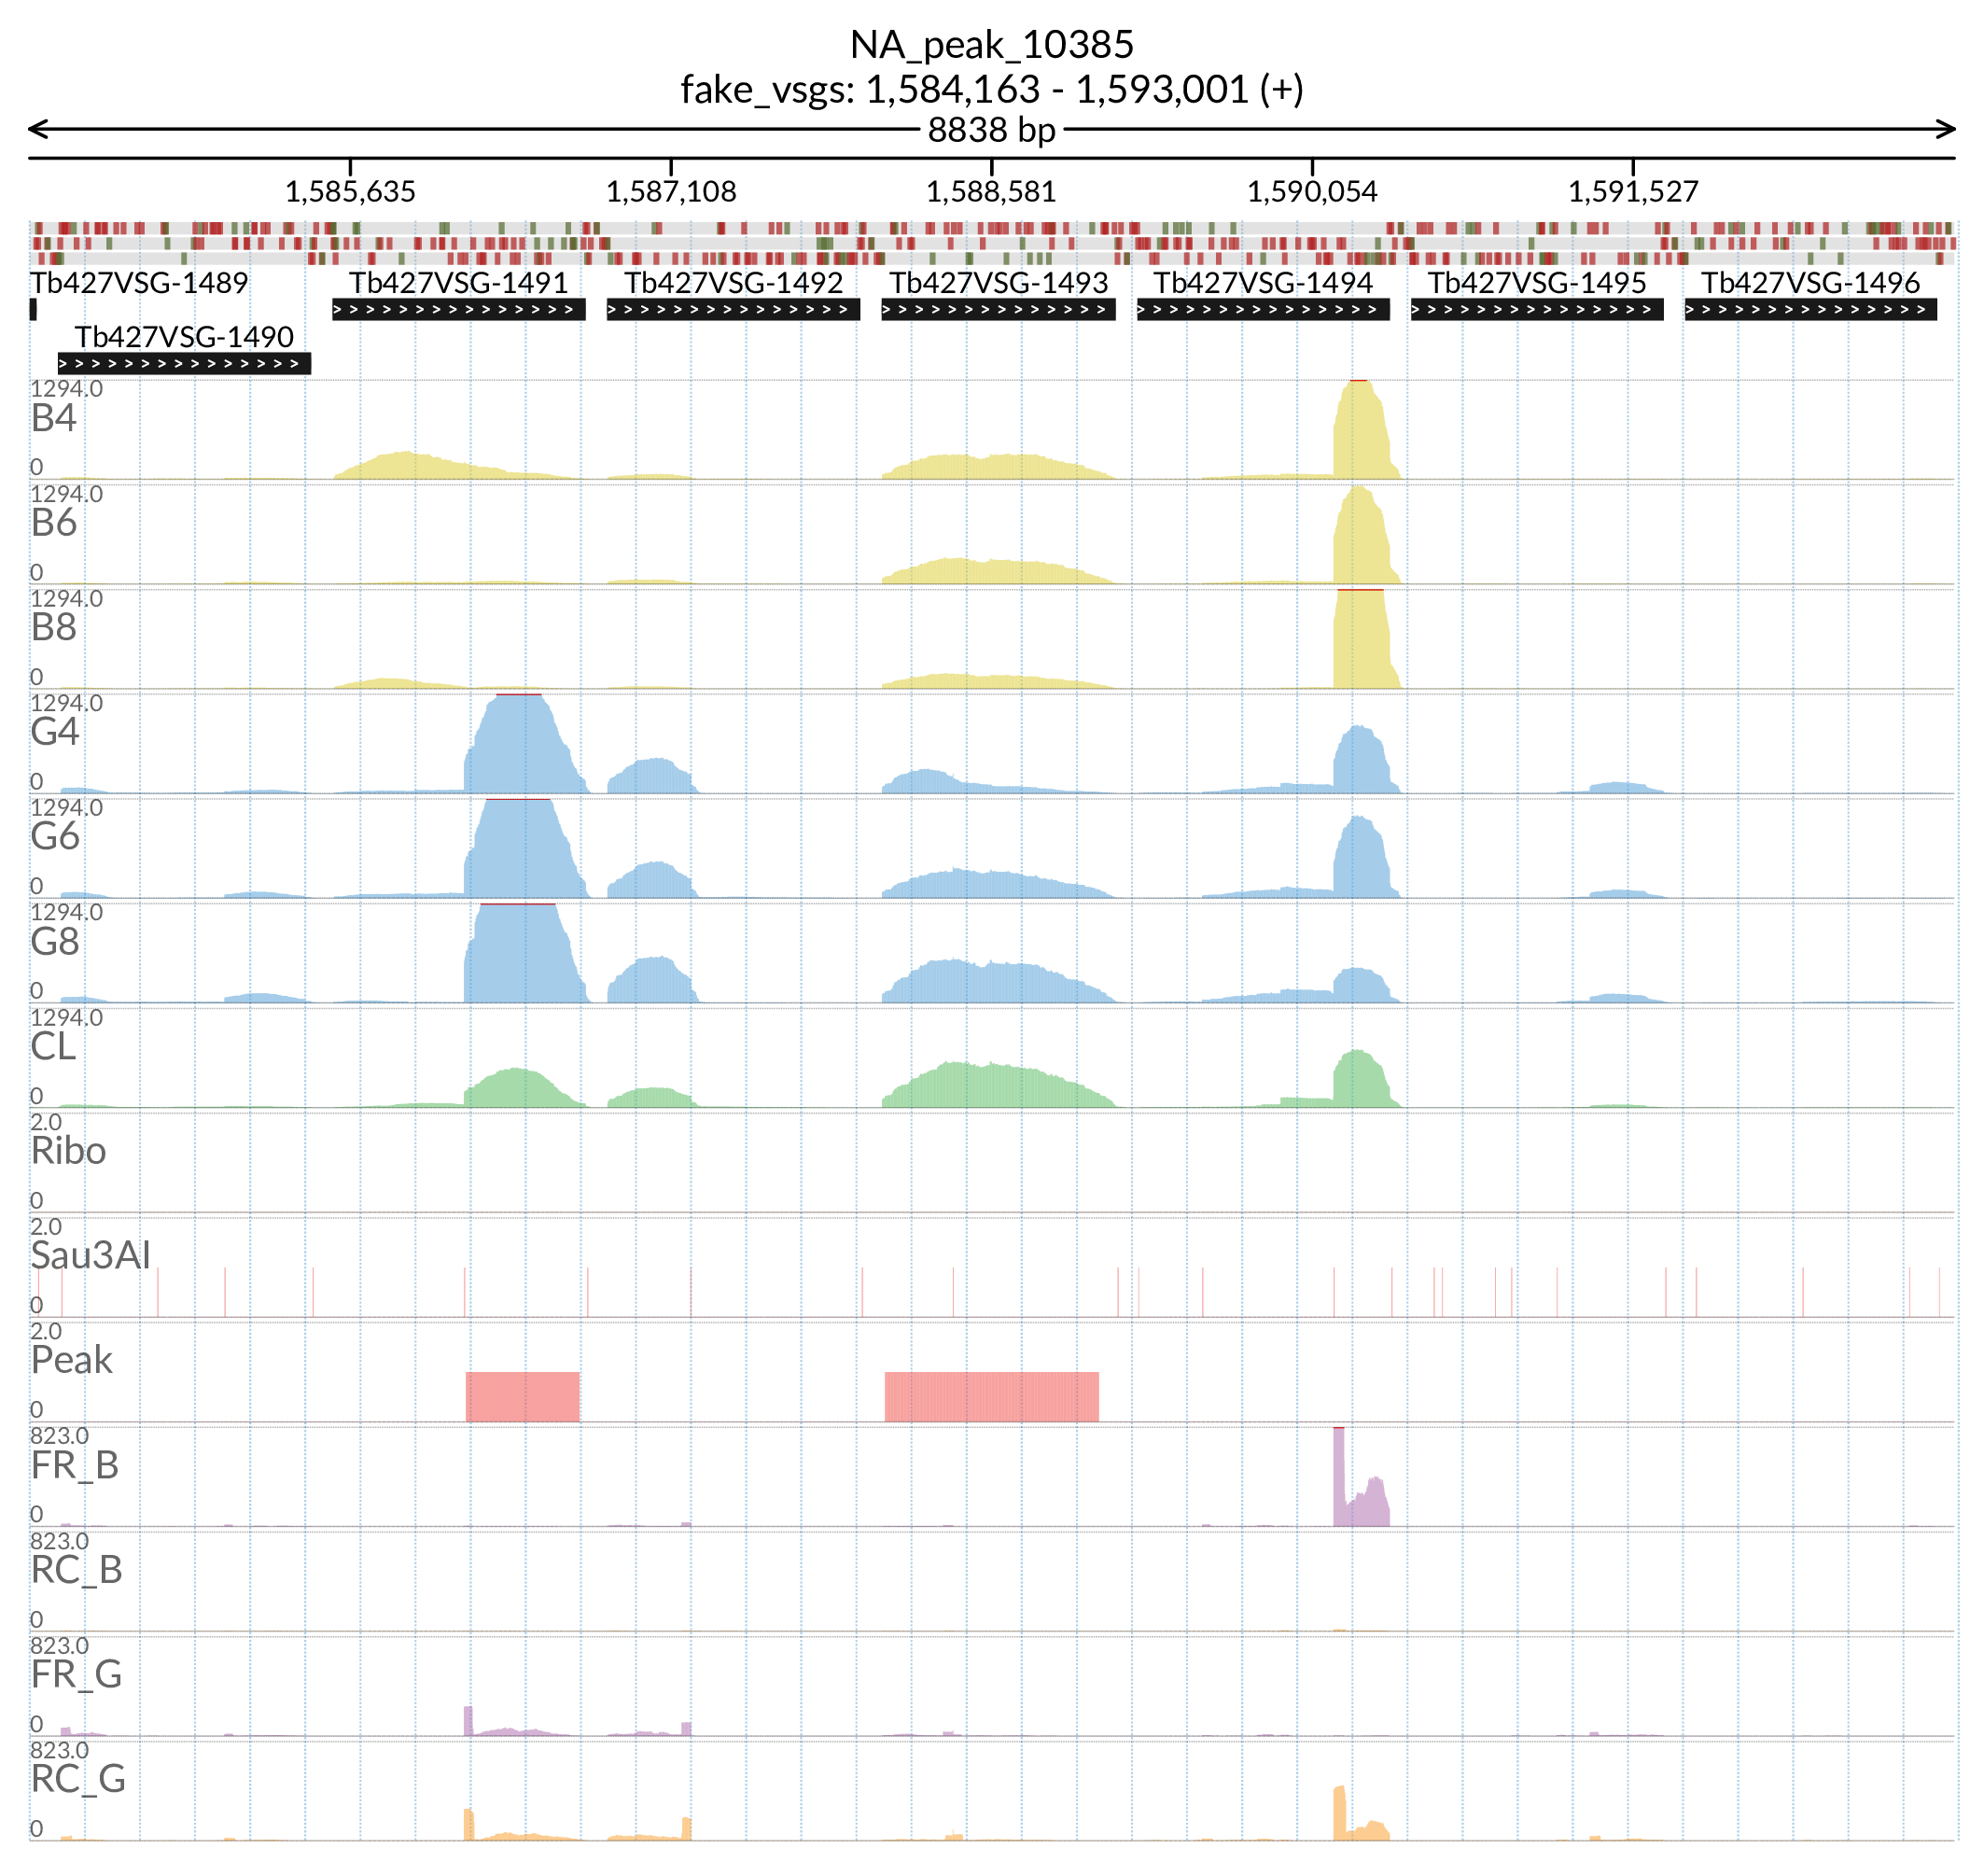 NA_peak_10385
fake_vsgs: 1,584,163 - 1,593,001 (+)
8838 bp
1,585,635 1,587,108 1,588,581 1,590,054 1,591,527
Tb427VSG-1489 Tb427VSG-1491 Tb427VSG-1492 Tb427VSG-1493 Tb427VSG-1494 Tb427VSG-1495 Tb427VSG-1496
Tb427VSG-1490
1294.0
B4
0
1294.0
B6
0
1294.0
B8
0
1294.0
G4
0
1294.0
G6
0
1294.0
G8
0
1294.0
CL
0
2.0
Ribo
0
2.0
Sau3AI
0
2.0
Peak
0
823.0
FR_B
0
823.0
RC_B
0
823.0
FR_G
0
823.0
RC_G
0